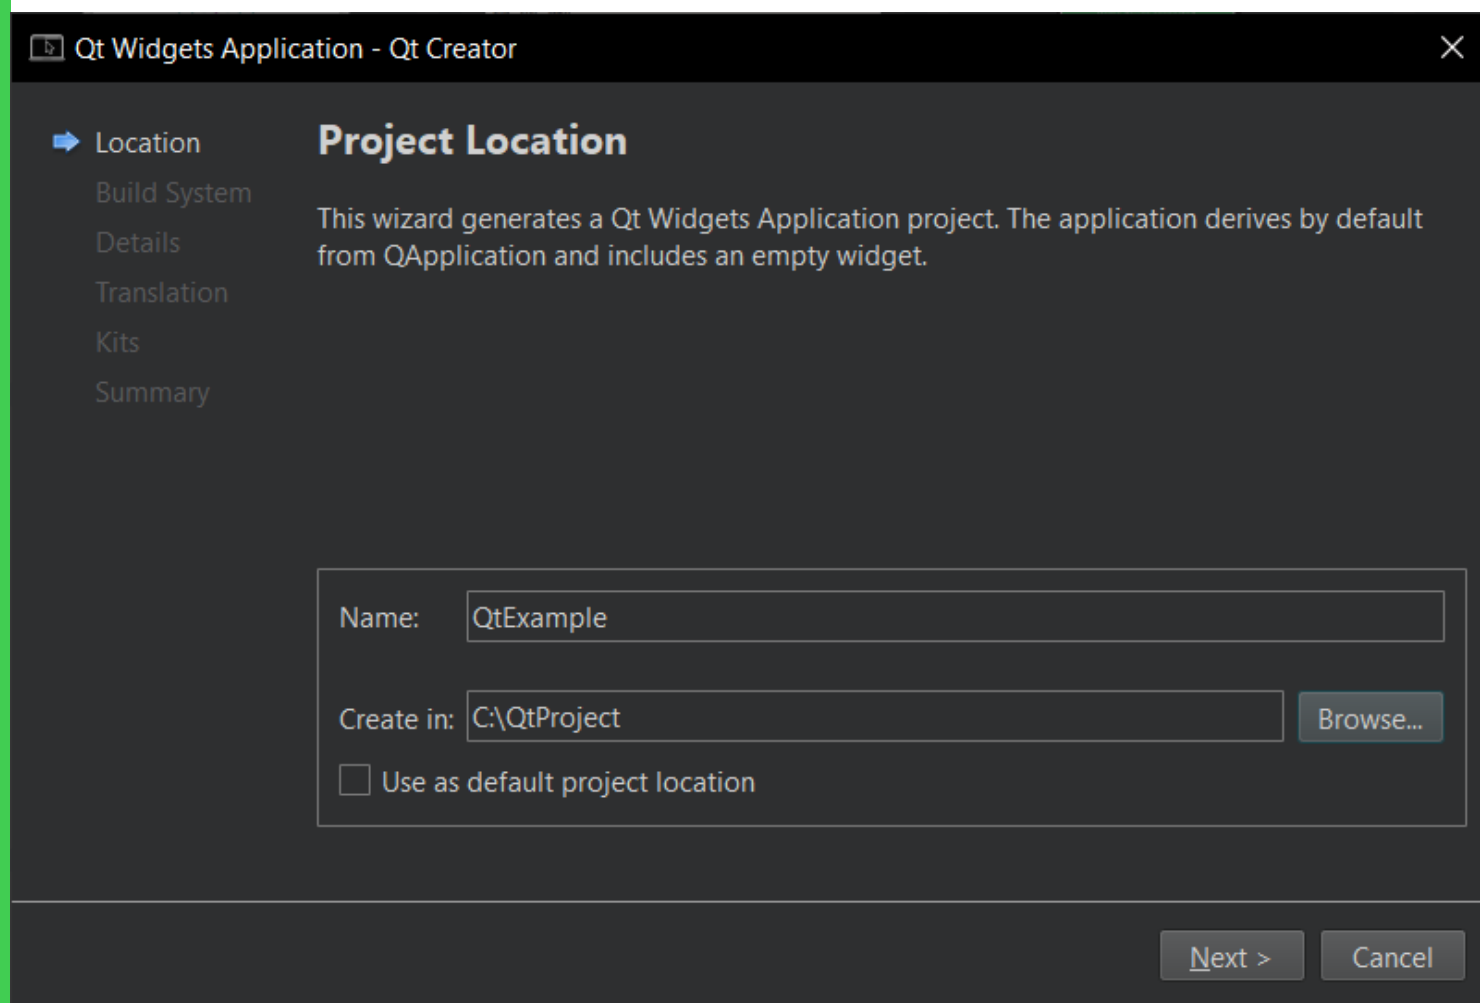 Qt Widgets Application - Qt Creator
Location
Build System
Details
Translation
Kits
Summary
Project Location
This wizard generates a Qt Widgets Application project. The application derives by default
from QApplication and includes an empty widget.
Name: QtExample
Create in: C:\QtProject Browse...
Use as default project location
Next > Cancel